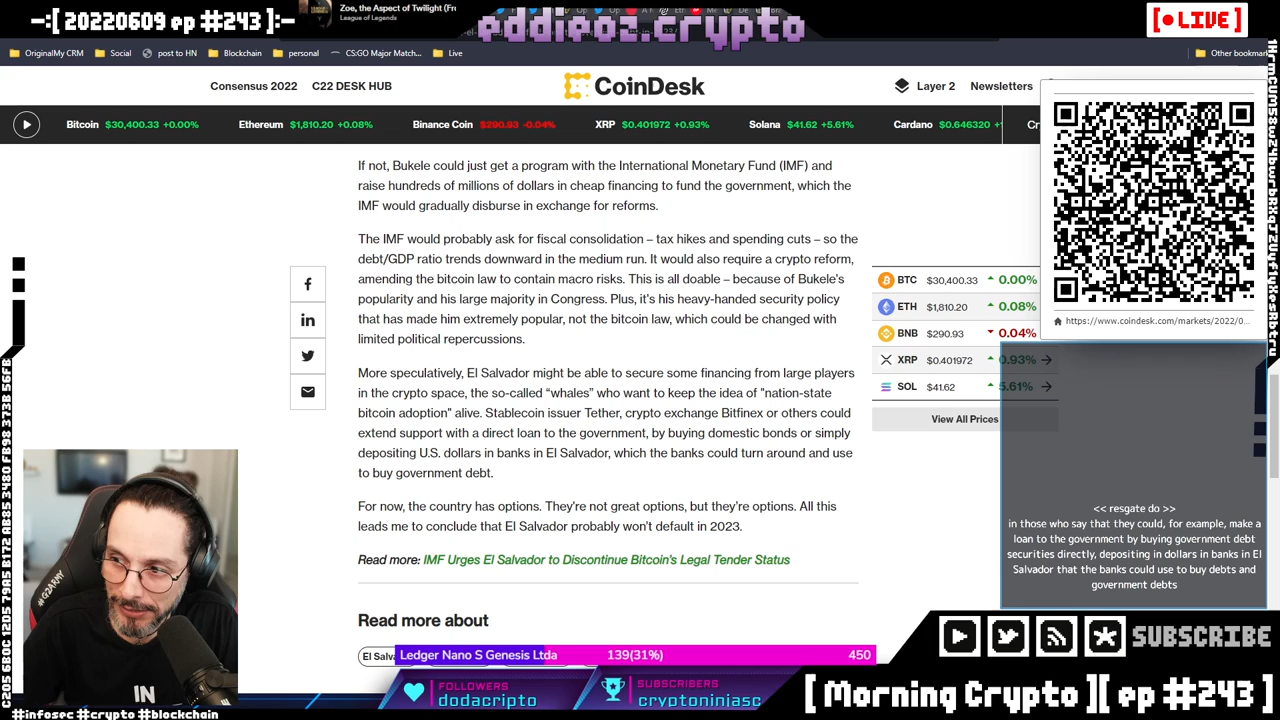 -:[ 20220609 ep #243 ]:-
Zoe, the Aspect of Twilight (Fre
League of Legends
eddieoz.crypto
[ • LIVE ]
OriginalMy CRM
Social
post to HN
Blockchain
personal
CS:GO Major Match...
Live
Other bookmar
Consensus 2022 C22 DESK HUB
CoinDesk
Layer 2 Newsletters
Bitcoin $30,400.33 +0.00%
Ethereum $1,810.20 +0.08%
Binance Coin $290.93 -0.04%
XRP $0.401972 +0.93%
Solana $41.62 +5.61%
Cardano $0.646320 +
Cr
If not, Bukele could just get a program with the International Monetary Fund (IMF) and
raise hundreds of millions of dollars in cheap financing to fund the government, which the
IMF would gradually disburse in exchange for reforms.
The IMF would probably ask for fiscal consolidation – tax hikes and spending cuts – so the
debt/GDP ratio trends downward in the medium run. It would also require a crypto reform,
amending the bitcoin law to contain macro risks. This is all doable – because of Bukele's
popularity and his large majority in Congress. Plus, it's his heavy-handed security policy
that has made him extremely popular, not the bitcoin law, which could be changed with
limited political repercussions.
More speculatively, El Salvador might be able to secure some financing from large players
in the crypto space, the so-called “whales” who want to keep the idea of "nation-state
bitcoin adoption" alive. Stablecoin issuer Tether, crypto exchange Bitfinex or others could
extend support with a direct loan to the government, by buying domestic bonds or simply
depositing U.S. dollars in banks in El Salvador, which the banks could turn around and use
to buy government debt.
For now, the country has options. They're not great options, but they're options. All this
leads me to conclude that El Salvador probably won't default in 2023.
Read more: IMF Urges El Salvador to Discontinue Bitcoin's Legal Tender Status
Read more about
El Salv
BTC $30,400.33 0.00%
ETH $1,810.20 0.08%
BNB $290.93 0.04%
XRP $0.401972 0.93%
SOL $41.62 5.61%
View All Prices
https://www.coindesk.com/markets/2022/0...
<< resgate do >>
in those who say that they could, for example, make a
loan to the government by buying government debt
securities directly, depositing in dollars in banks in El
Salvador that the banks could use to buy debts and
government debts
Ledger Nano S Genesis Ltda 139(31%) 450
FOLLOWERS
dodacripto
SUBSCRIBERS
cryptoninjasc
SUBSCRIBE
[ Morning Crypto ][ ep #243 ]
#G2ARMY
IN
#infosec #crypto #blockchain